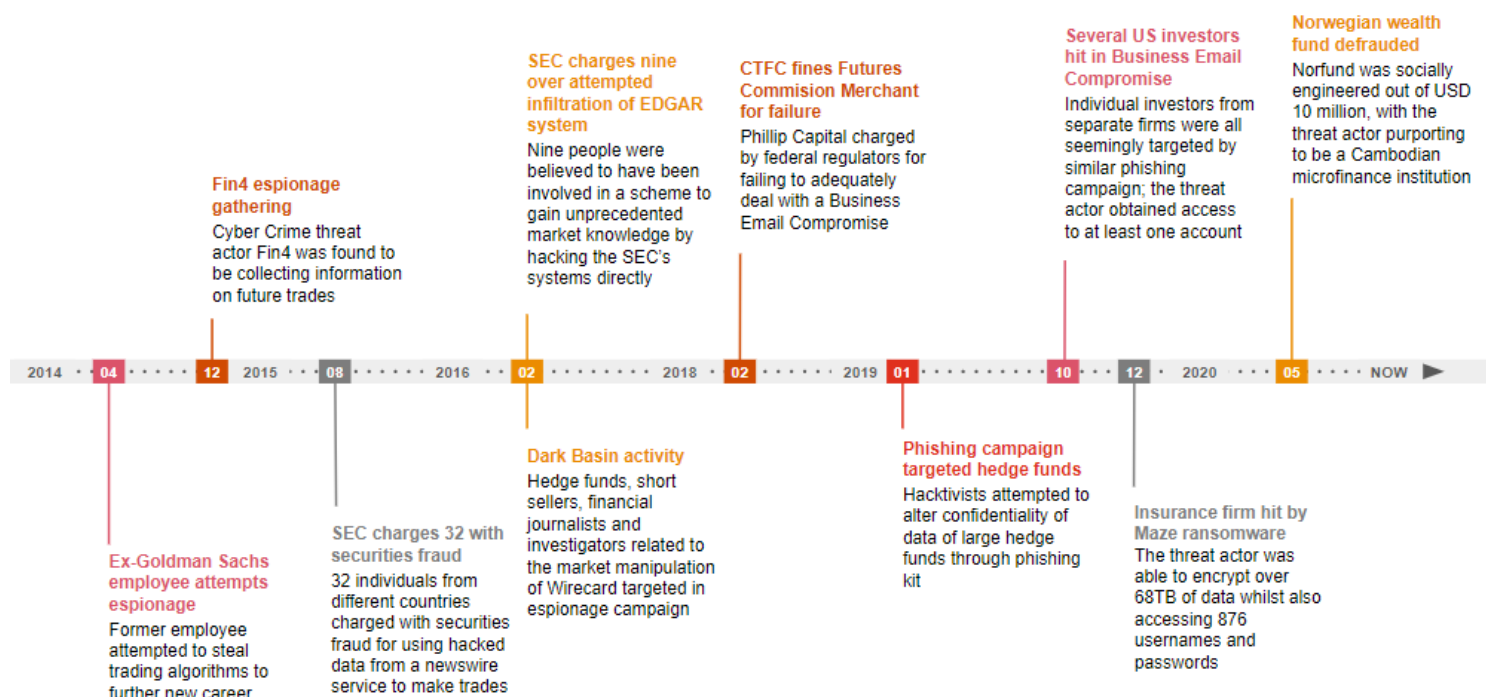 Norwegian wealth
fund defrauded
Norfund was socially
engineered out of USD
10 million, with the
threat actor purporting
to be a Cambodian
microfinance institution
Several US investors
hit in Business Email
Compromise
Individual investors from
separate firms were all
seemingly targeted by
similar phishing
campaign; the threat
actor obtained access
to at least one account
SEC charges nine
over attempted
infiltration of EDGAR
system
Nine people were
believed to have been
involved in a scheme to
gain unprecedented
market knowledge by
hacking the SEC's
systems directly
CTFC fines Futures
Commision Merchant
for failure
Phillip Capital charged
by federal regulators for
failing to adequately
deal with a Business
Email Compromise
Fin4 espionage
gathering
Cyber Crime threat
actor Fin4 was found to
be collecting information
on future trades
2014 04 12 2015 08 2016 02 2018 02 2019 01 10 12 2020 05 NOW
Ex-Goldman Sachs
employee attempts
espionage
Former employee
attempted to steal
trading algorithms to
further new career
SEC charges 32 with
securities fraud
32 individuals from
different countries
charged with securities
fraud for using hacked
data from a newswire
service to make trades
Dark Basin activity
Hedge funds, short
sellers, financial
journalists and
investigators related to
the market manipulation
of Wirecard targeted in
espionage campaign
Phishing campaign
targeted hedge funds
Hacktivists attempted to
alter confidentiality of
data of large hedge
funds through phishing
kit
Insurance firm hit by
Maze ransomware
The threat actor was
able to encrypt over
68TB of data whilst also
accessing 876
usernames and
passwords